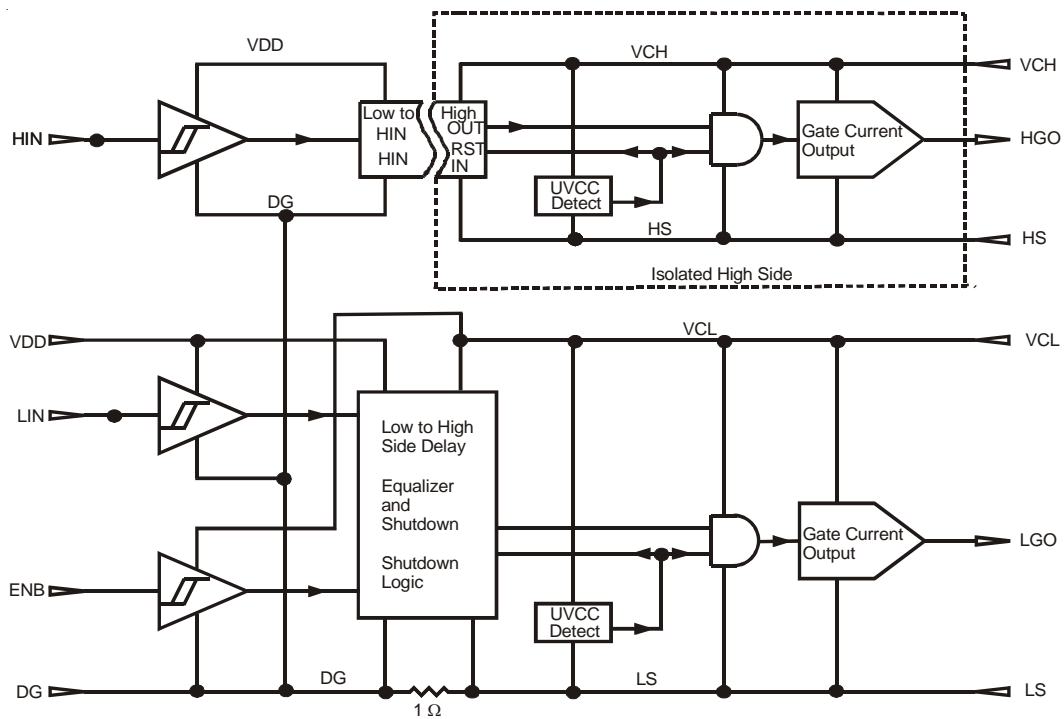 VDD
VCH
VCH
HIN
Low to
HIN
HIN
High
OUT
RST
IN
Gate Current
Output
HGO
UVCC
Detect
DG
HS
HS
Isolated High Side
VDD
VCL
VCL
LIN
Low to High
Side Delay
Equalizer
and
Shutdown
Shutdown
Logic
Gate Current
Output
LGO
ENB
UVCC
Detect
DG
DG
LS
LS
1 Ω